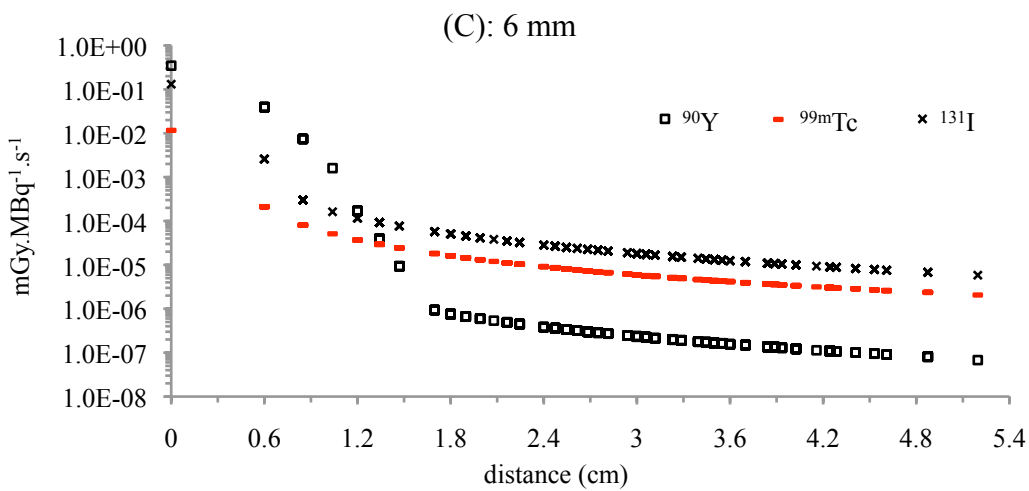 (C): 6 mm
1.0E+00
1.0E-01
1.0E-02
1.0E-03
1.0E-04
1.0E-05
1.0E-06
1.0E-07
1.0E-08
mGy.MBq⁻¹.s⁻¹
⁹⁰Y ⁹⁹ᵐTc ¹³¹I
0 0.6 1.2 1.8 2.4 3 3.6 4.2 4.8 5.4
distance (cm)